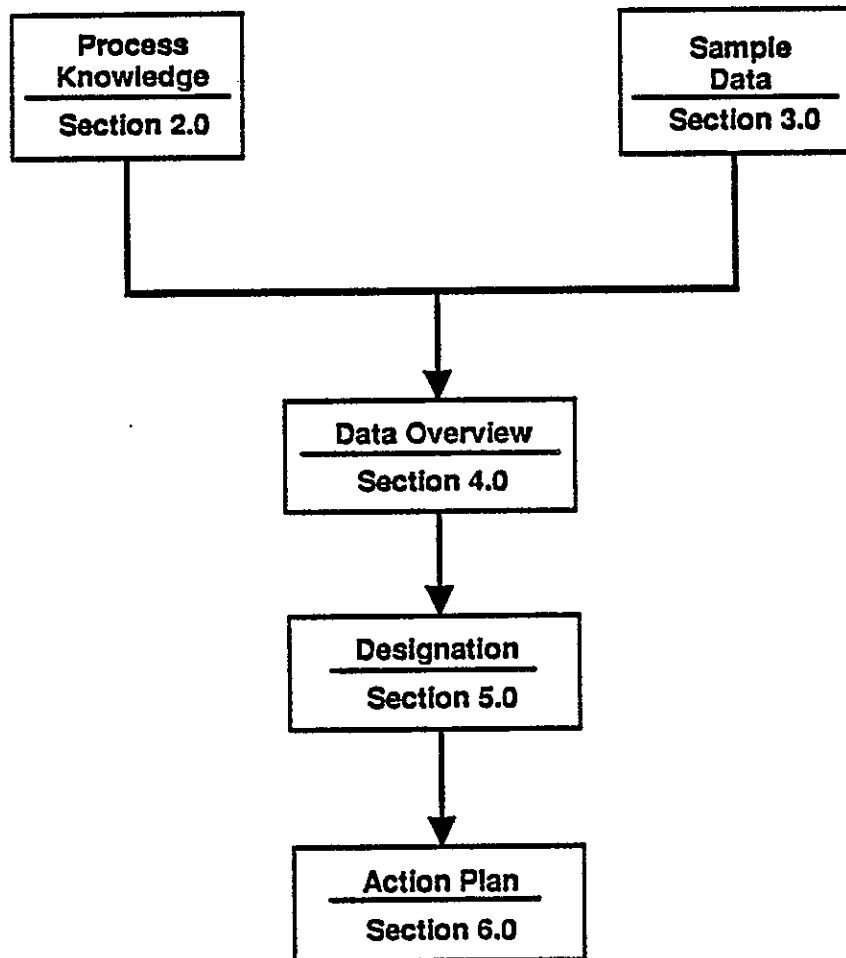 Process
Knowledge
Section 2.0
Sample
Data
Section 3.0
Data Overview
Section 4.0
Designation
Section 5.0
Action Plan
Section 6.0